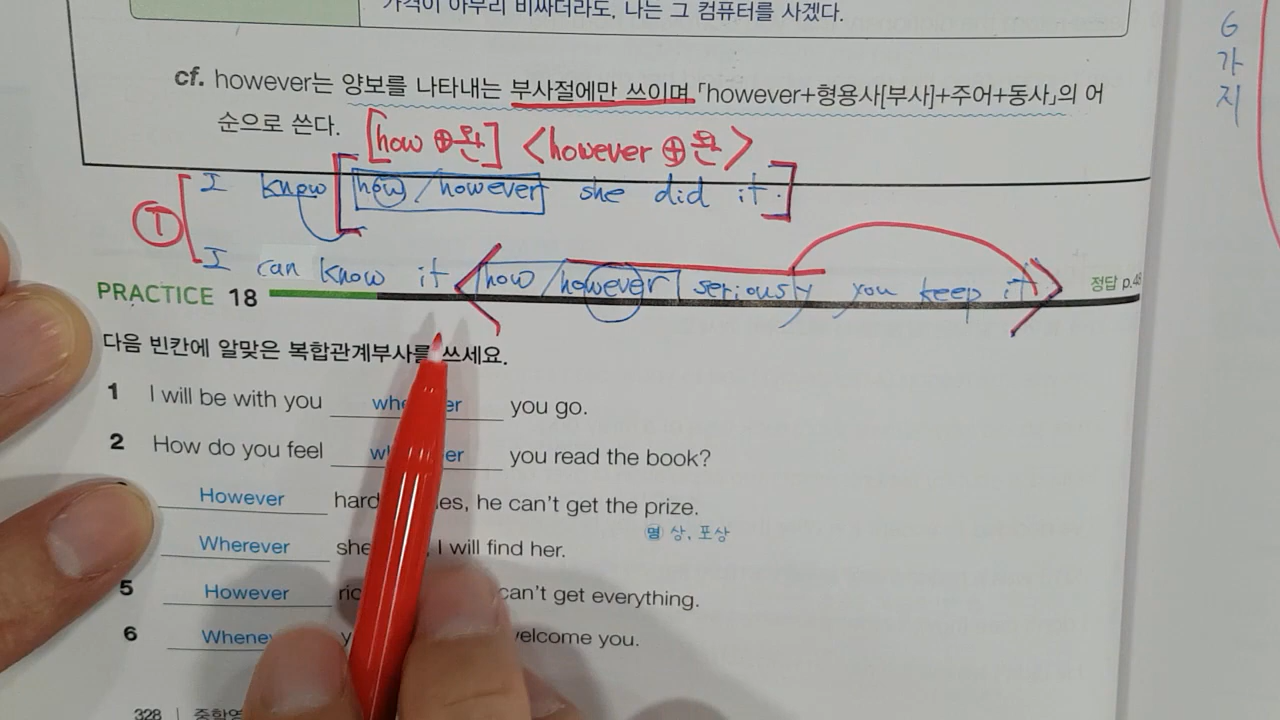 가격이 아무리 비싸더라도, 나는 그 컴퓨터를 사겠다.
cf. however는 양보를 나타내는 부사절에만 쓰이며 「however+형용사[부사]+주어+동사」의 어
순으로 쓴다.
[how ⊕완] <however ⊕완>
I know [how/however she did it.]
I can know it <how/however seriously you keep it>
PRACTICE 18
정답 p.
다음 빈칸에 알맞은 복합관계부사를 쓰세요.
1 I will be with you you go.
2 How do you feel you read the book?
However hard he can't get the prize.
명 상, 포상
Wherever she I will find her.
5 However can't get everything.
6 welcome you.
328
6
가
지